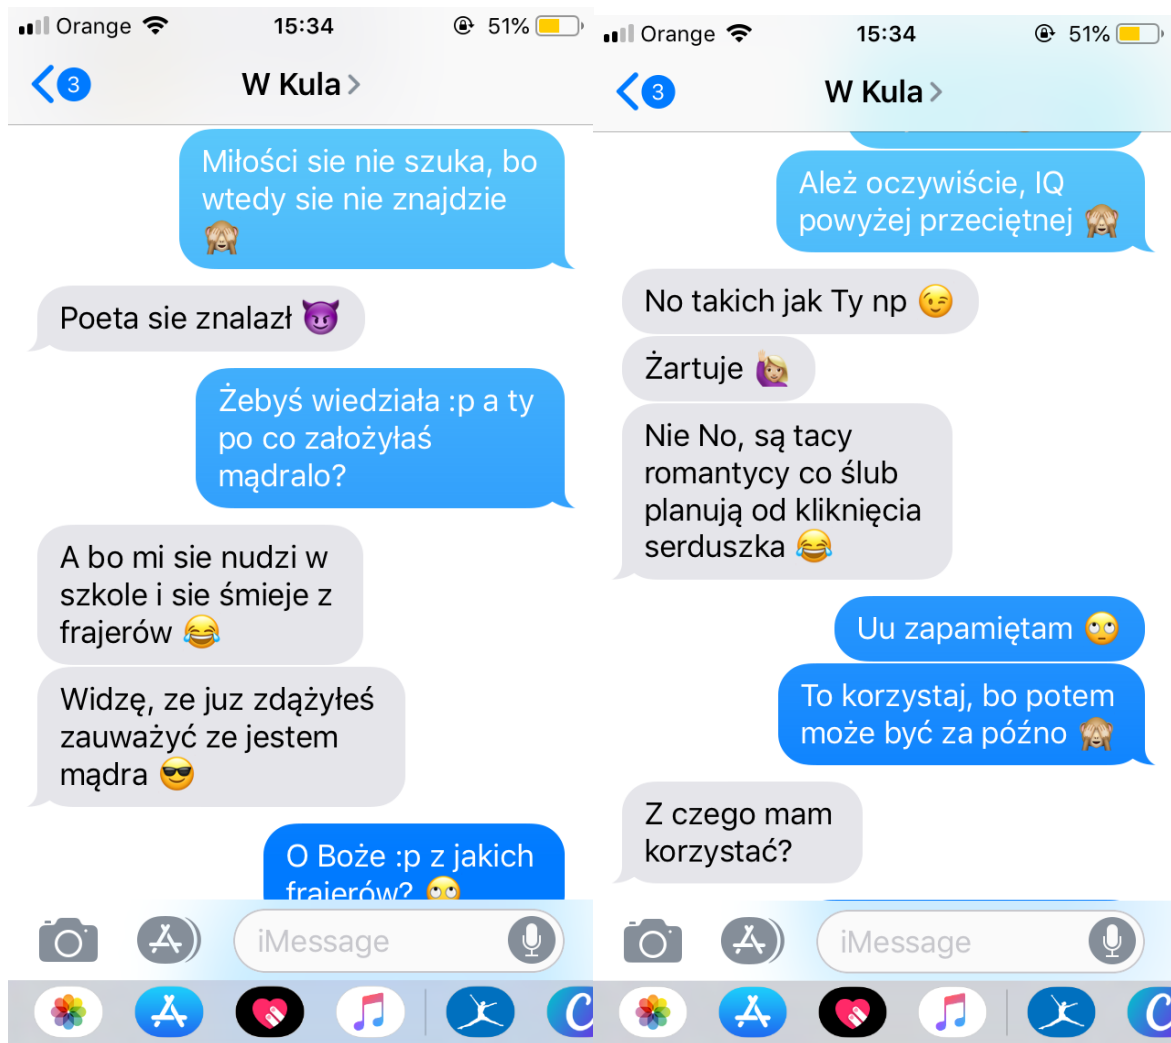 Orange 15:34 51%
3 W Kula
Miłości sie nie szuka, bo
wtedy sie nie znajdzie
🙈
Poeta sie znalazł 😈
Żebyś wiedziała :p a ty
po co założyłaś
mądralo?
A bo mi sie nudzi w
szkole i sie śmieje z
frajerów 😂
Widzę, ze juz zdążyłeś
zauważyć ze jestem
mądra 😎
O Boże :p z jakich
frajerów? 🙄
iMessage
Orange 15:34 51%
3 W Kula
Ależ oczywiście, IQ
powyżej przeciętnej 🙈
No takich jak Ty np 😉
Żartuje 🙋🏼
Nie No, są tacy
romantycy co ślub
planują od kliknięcia
serduszka 😂
Uu zapamiętam 🙄
To korzystaj, bo potem
może być za późno 🙈
Z czego mam
korzystać?
iMessage